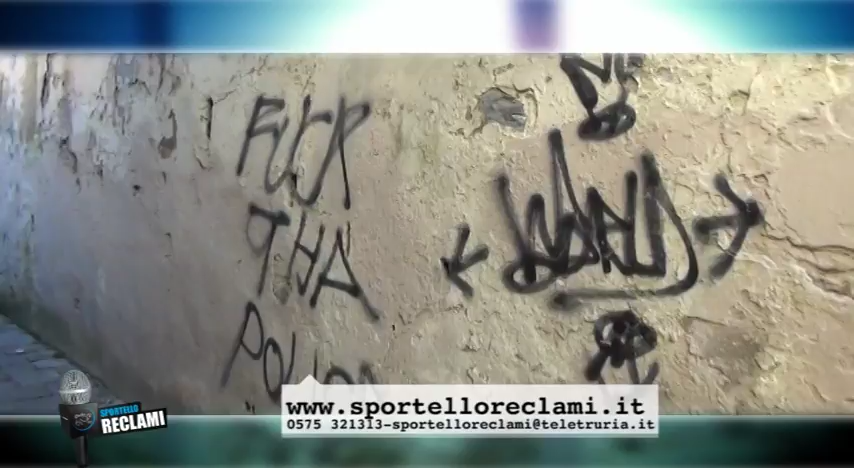 FUCK
THA
www.sportelloreclami.it
0575 321313-sportelloreclami@teletruria.it
SPORTELLO
RECLAMI